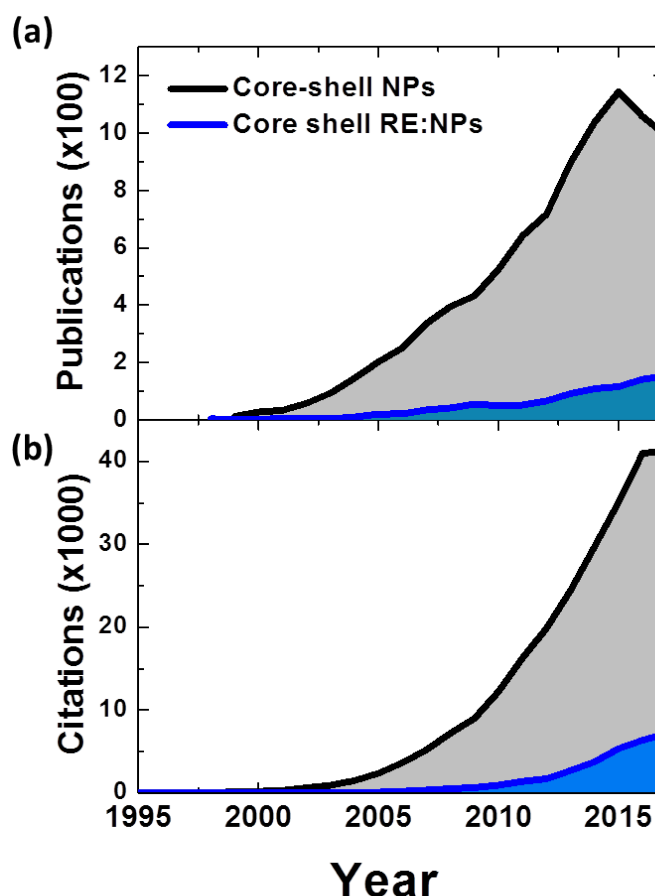 (a)
Publications (x100)
12
10
8
6
4
2
0
Core-shell NPs
Core shell RE:NPs
(b)
Citations (x1000)
40
30
20
10
0
1995
2000
2005
2010
2015
Year